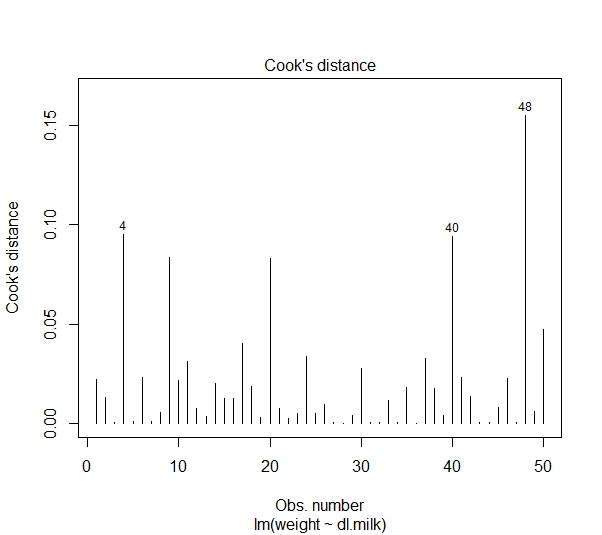 Cook's distance
48
0.15
4
40
0.10
Cook's distance
0.05
0.00
0 10 20 30 40 50
Obs. number
lm(weight ~ dl.milk)